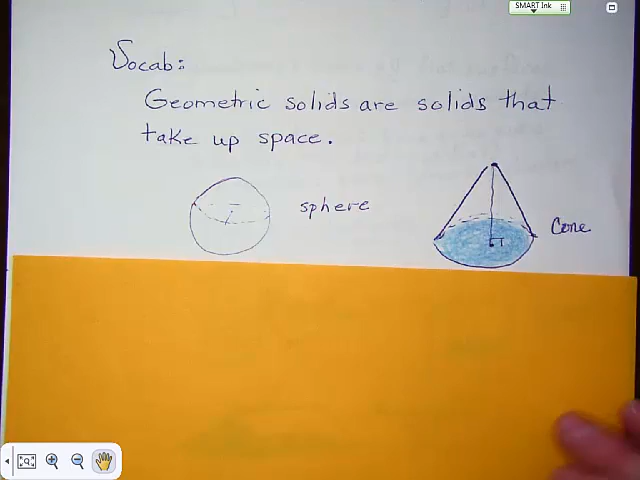 SMART Ink
Vocab:
Geometric solids are solids that
take up space.
sphere
Cone